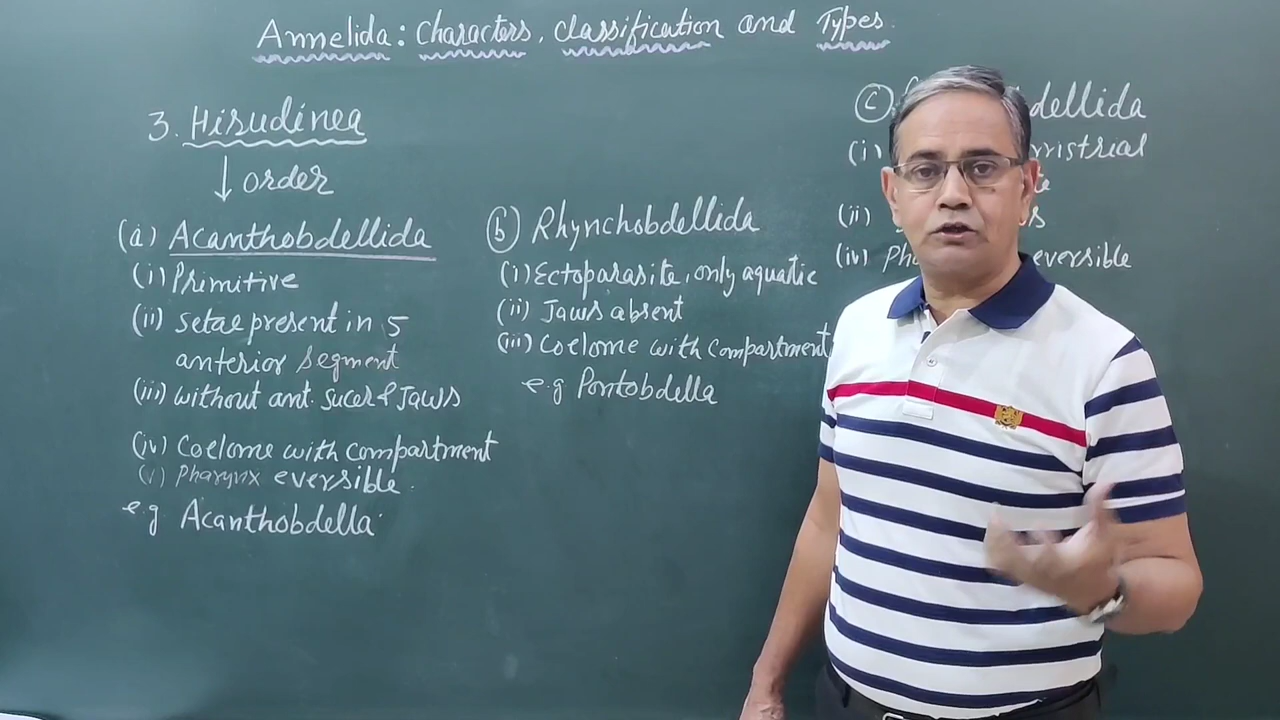 Annelida: Characters, Classification and Types.
3. Hirudinea
order
(a) Acanthobdellida
(i) Primitive
(ii) Setae present in 5
anterior segment
(iii) without ant. sucer & Jaws
(iv) Coelome with compartment
(v) Pharynx eversible.
e.g Acanthobdella
(b) Rhynchobdellida
(i) Ectoparasite, only aquatic
(ii) Jaws absent
(iii) Coelome with compartment
e.g Pontobdella
(c) dellida
(i) rristrial
(ii)
(iv) Pha eversible